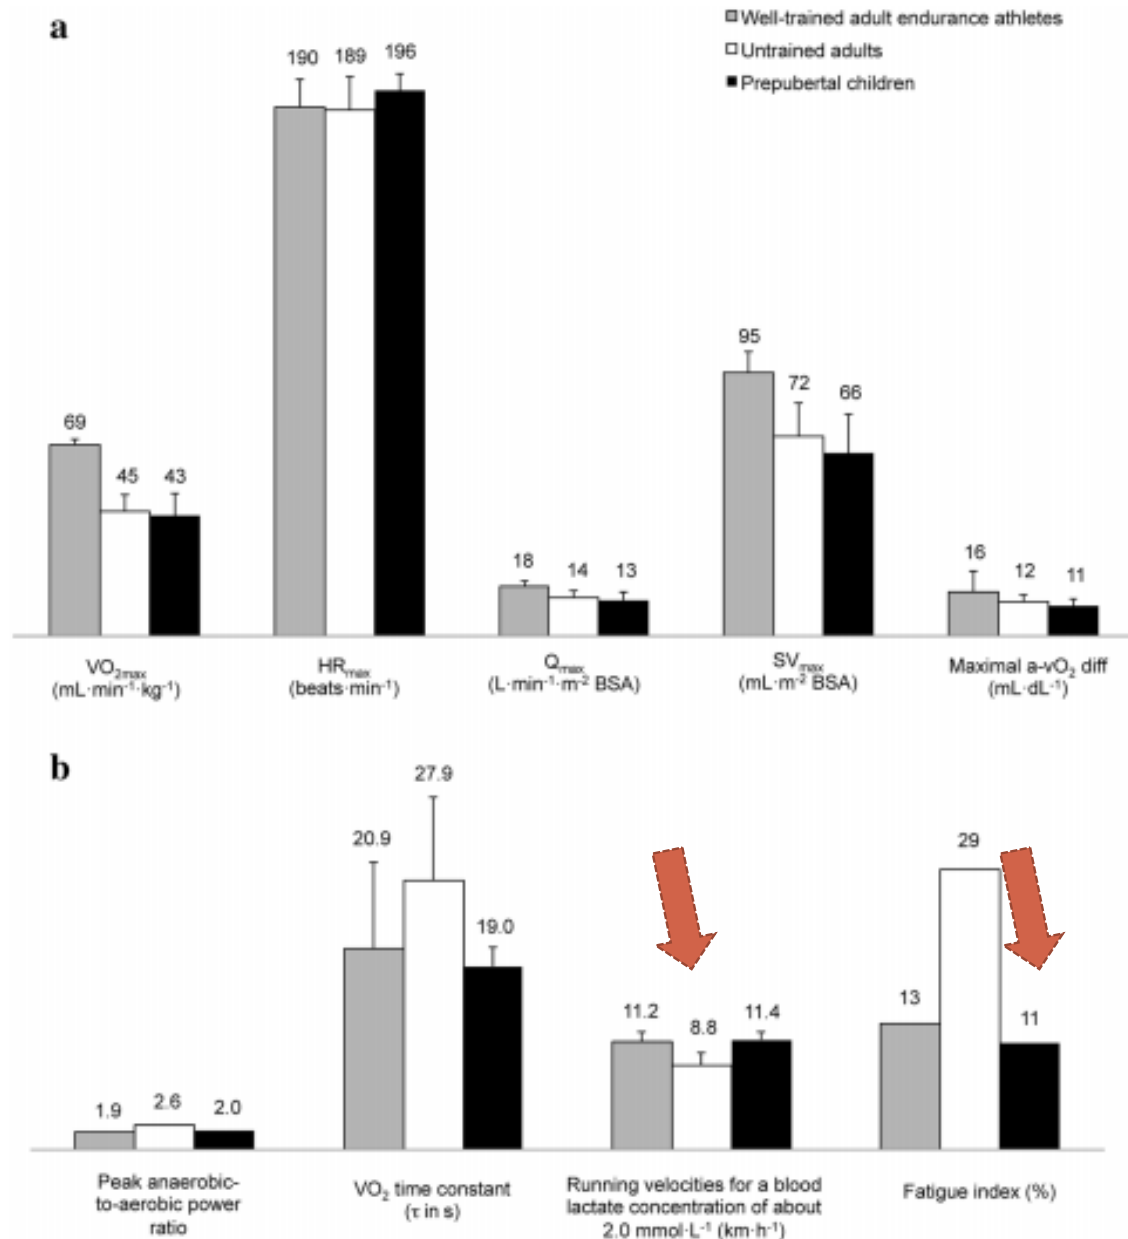 a
Well-trained adult endurance athletes
Untrained adults
Prepubertal children
190 189 196
95
72
66
69
45 43
18 14 13
16 12 11
VO2max
(mL·min-1·kg-1)
HRmax
(beats·min-1)
Qmax
(L·min-1·m-2 BSA)
SVmax
(mL·m-2 BSA)
Maximal a-vO2 diff
(mL·dL-1)
b
1.9 2.6 2.0
20.9 27.9 19.0
11.2 8.8 11.4
13 29 11
Peak anaerobic-
to-aerobic power
ratio
VO2 time constant
(τ in s)
Running velocities for a blood
lactate concentration of about
2.0 mmol·L-1 (km·h-1)
Fatigue index (%)